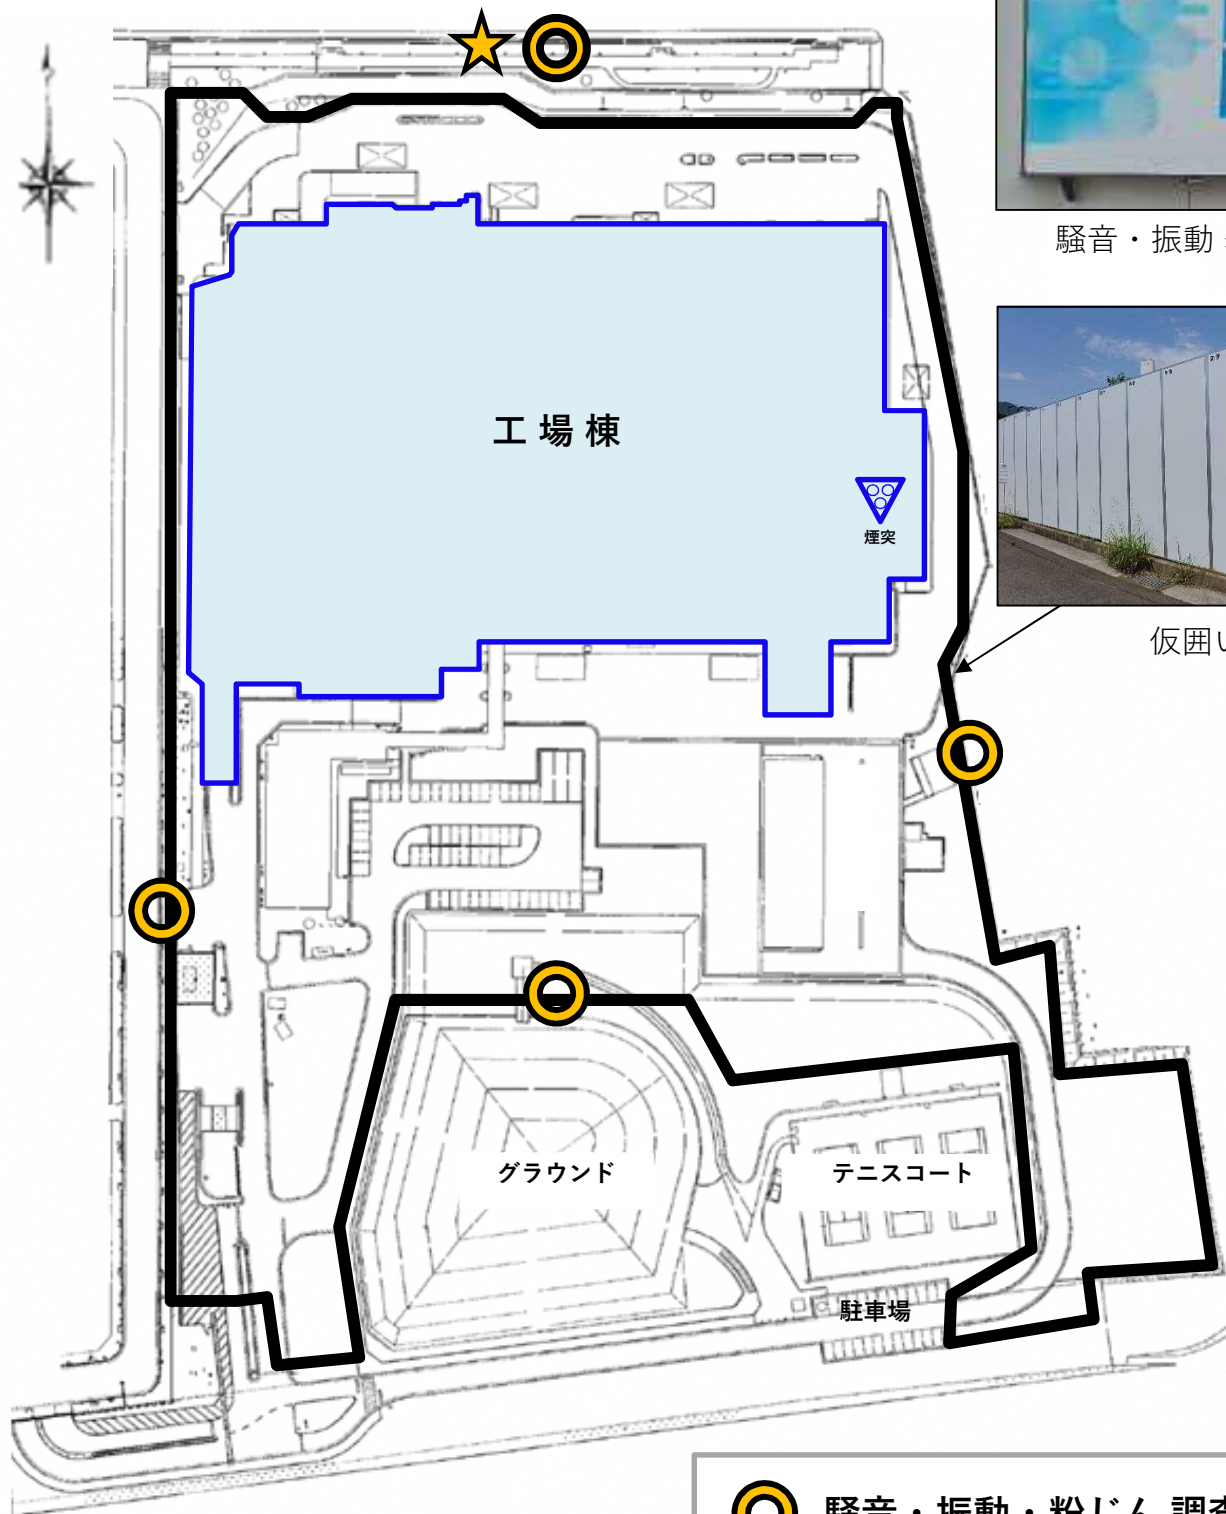 騒音・振動
工場棟
煙突
仮囲い
グラウンド
テニスコート
駐車場
騒音・振動・粉じん 調査